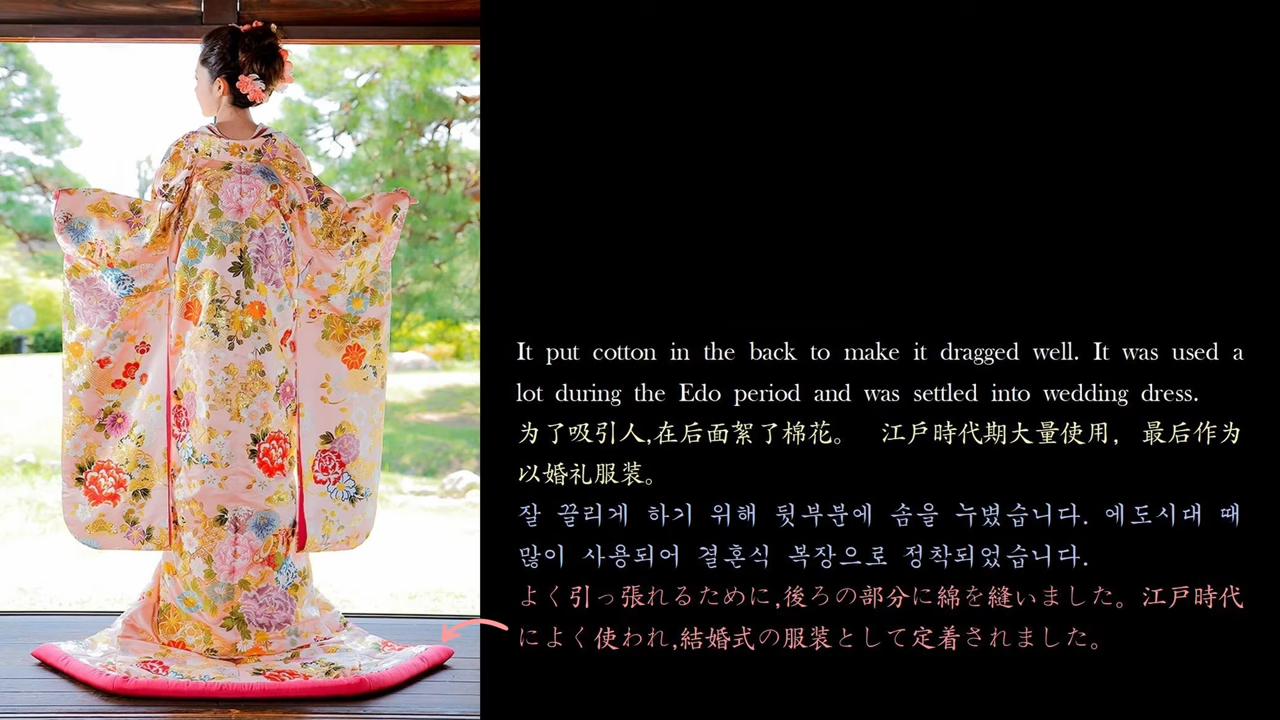 It put cotton in the back to make it dragged well. It was used a
lot during the Edo period and was settled into wedding dress.
为了吸引人,在后面絮了棉花。 江戶時代期大量使用, 最后作为
以婚礼服装。
잘 끌리게 하기 위해 뒷부분에 솜을 누볐습니다. 에도시대 때
많이 사용되어 결혼식 복장으로 정착되었습니다.
よく引っ張れるために,後ろの部分に綿を縫いました。江戸時代
によく使われ,結婚式の服装として定着されました。